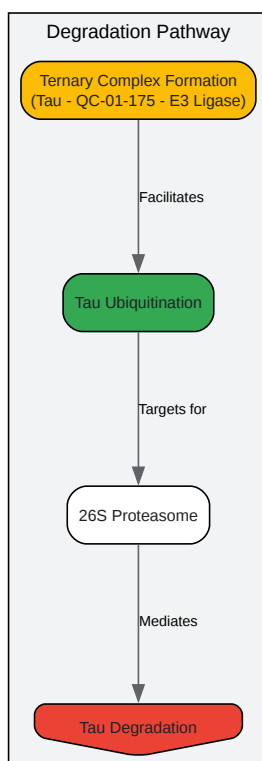 Degradation Pathway
Ternary Complex Formation
(Tau - QC-01-175 - E3 Ligase)
Facilitates
Tau Ubiquitination
Targets for
26S Proteasome
Mediates
Tau Degradation